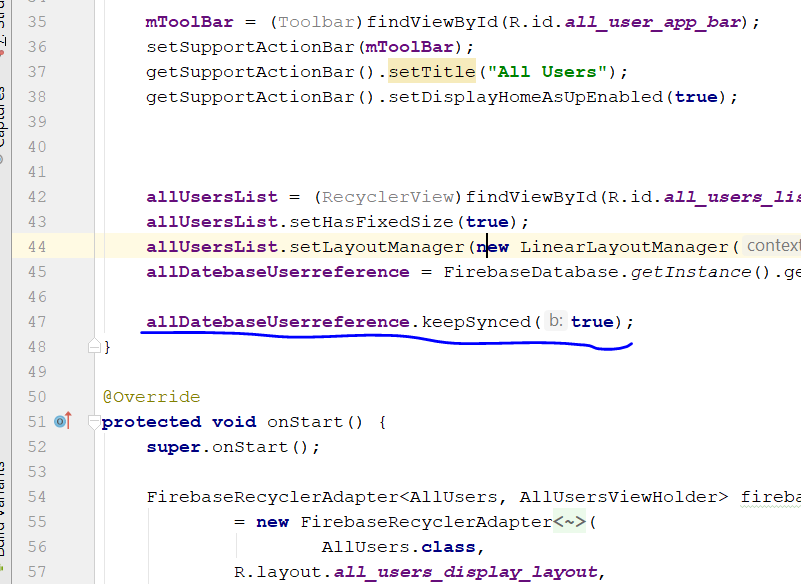 35 mToolBar = (Toolbar)findViewById(R.id.all_user_app_bar);
36 setSupportActionBar(mToolBar);
37 getSupportActionBar().setTitle("All Users");
38 getSupportActionBar().setDisplayHomeAsUpEnabled(true);
39
40
41
42 allUsersList = (RecyclerView)findViewById(R.id.all_users_lis
43 allUsersList.setHasFixedSize(true);
44 allUsersList.setLayoutManager(new LinearLayoutManager( context
45 allDatebaseUserreference = FirebaseDatabase.getInstance().ge
46
47 allDatebaseUserreference.keepSynced( b: true);
48 }
49
50 @Override
51 protected void onStart() {
52 super.onStart();
53
54 FirebaseRecyclerAdapter<AllUsers, AllUsersViewHolder> fireba
55 = new FirebaseRecyclerAdapter<~>(
56 AllUsers.class,
57 R.layout.all_users_display_layout,